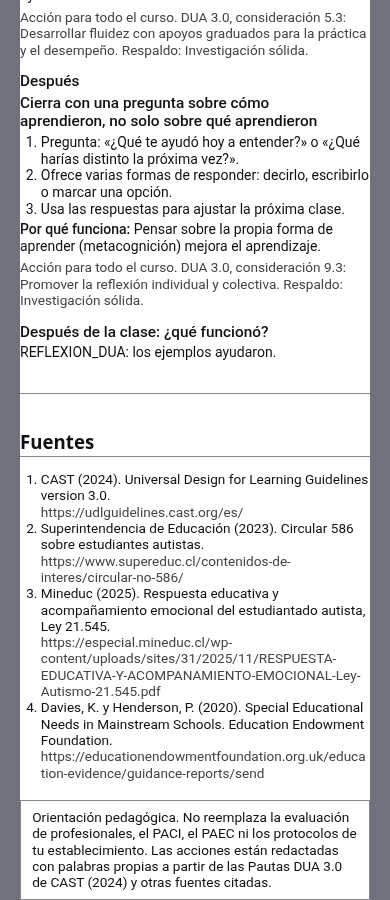 Acción para todo el curso. DUA 3.0, consideración 5.3:
Desarrollar fluidez con apoyos graduados para la práctica
y el desempeño. Respaldo: Investigación sólida.
Después
Cierra con una pregunta sobre cómo
aprendieron, no solo sobre qué aprendieron
1. Pregunta: «¿Qué te ayudó hoy a entender?» o «¿Qué
harías distinto la próxima vez?».
2. Ofrece varias formas de responder: decirlo, escribirlo
o marcar una opción.
3. Usa las respuestas para ajustar la próxima clase.
Por qué funciona: Pensar sobre la propia forma de
aprender (metacognición) mejora el aprendizaje.
Acción para todo el curso. DUA 3.0, consideración 9.3:
Promover la reflexión individual y colectiva. Respaldo:
Investigación sólida.
Después de la clase: ¿qué funcionó?
REFLEXION_DUA: los ejemplos ayudaron.
Fuentes
1. CAST (2024). Universal Design for Learning Guidelines
version 3.0.
https://udlguidelines.cast.org/es/
2. Superintendencia de Educación (2023). Circular 586
sobre estudiantes autistas.
https://www.supereduc.cl/contenidos-de-
interes/circular-no-586/
3. Mineduc (2025). Respuesta educativa y
acompañamiento emocional del estudiantado autista,
Ley 21.545.
https://especial.mineduc.cl/wp-
content/uploads/sites/31/2025/11/RESPUESTA-
EDUCATIVA-Y-ACOMPANAMIENTO-EMOCIONAL-Ley-
Autismo-21.545.pdf
4. Davies, K. y Henderson, P. (2020). Special Educational
Needs in Mainstream Schools. Education Endowment
Foundation.
https://educationendowmentfoundation.org.uk/educa
tion-evidence/guidance-reports/send
Orientación pedagógica. No reemplaza la evaluación
de profesionales, el PACI, el PAEC ni los protocolos de
tu establecimiento. Las acciones están redactadas
con palabras propias a partir de las Pautas DUA 3.0
de CAST (2024) y otras fuentes citadas.